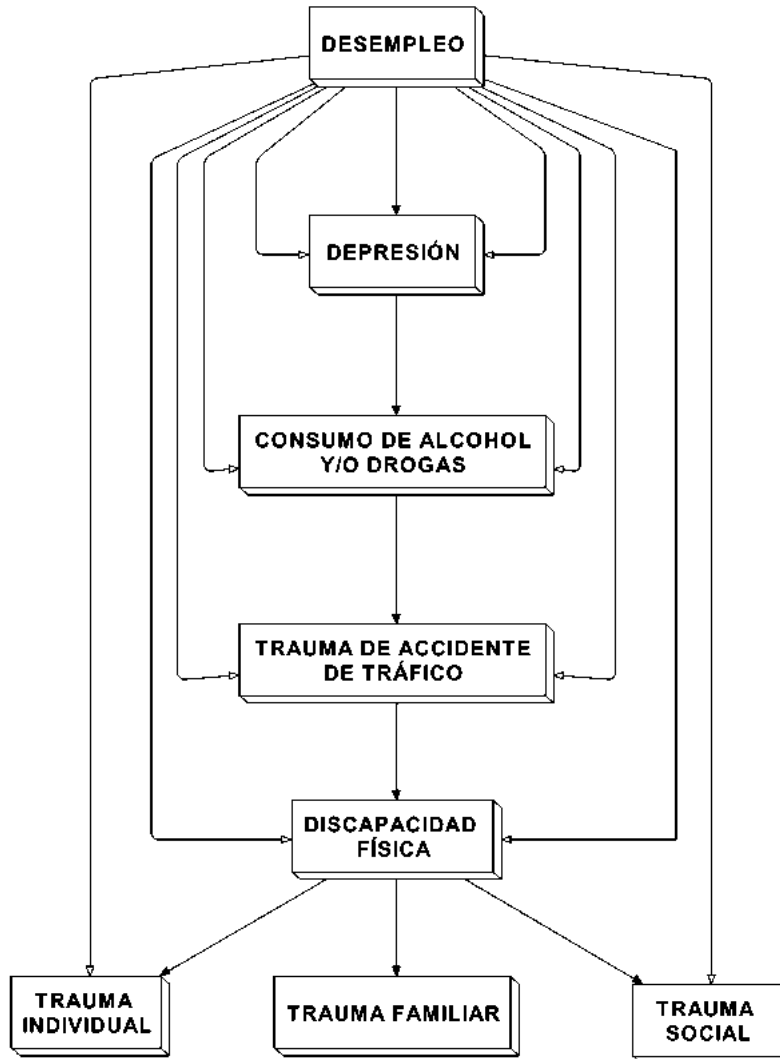 DESEMPLEO
DEPRESIÓN
CONSUMO DE ALCOHOL
Y/O DROGAS
TRAUMA DE ACCIDENTE
DE TRÁFICO
DISCAPACIDAD
FÍSICA
TRAUMA
INDIVIDUAL
TRAUMA FAMILIAR
TRAUMA
SOCIAL